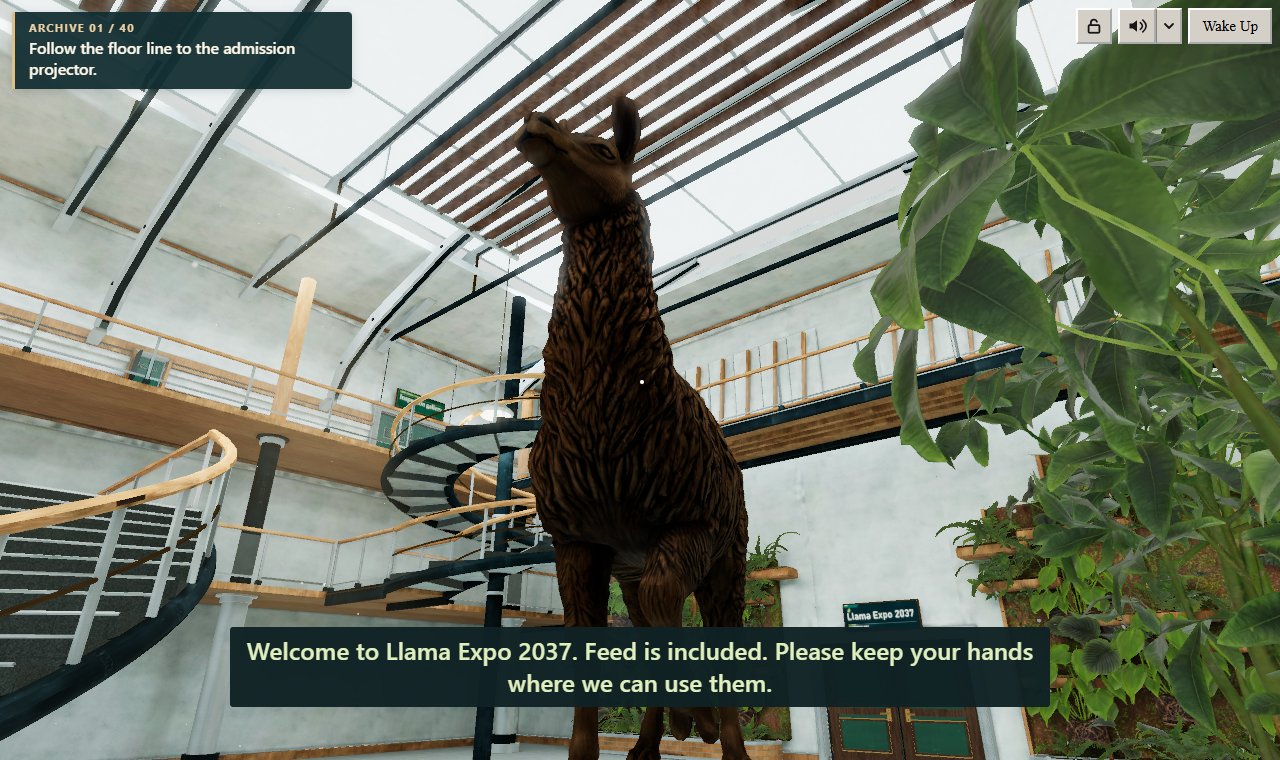 ARCHIVE 01 / 40
Follow the floor line to the admission
projector.
Wake Up
Llama Expo 2037
Welcome to Llama Expo 2037. Feed is included. Please keep your hands
where we can use them.